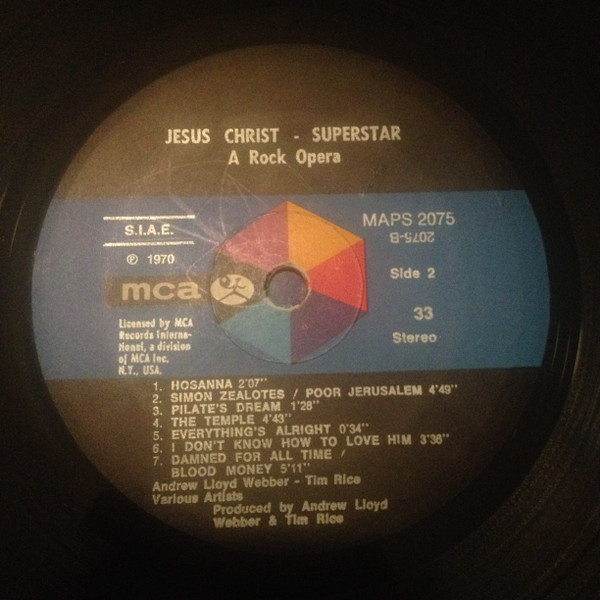 JESUS CHRIST - SUPERSTAR
A Rock Opera
S.I.A.E.
℗ 1970
mca
Licensed by MCA
Records Interna-
tional, a division
of MCA Inc.
N.Y., USA.
MAPS 2075
2075-B
Side 2
33
Stereo
1. HOSANNA 2'07"
2. SIMON ZEALOTES / POOR JERUSALEM 4'49"
3. PILATE'S DREAM 1'28"
4. THE TEMPLE 4'43"
5. EVERYTHING'S ALRIGHT 0'34"
6. I DON'T KNOW HOW TO LOVE HIM 3'36"
7. DAMNED FOR ALL TIME /
BLOOD MONEY 5'11"
Andrew Lloyd Webber - Tim Rice
Various Artists
Produced by Andrew Lloyd
Webber & Tim Rice